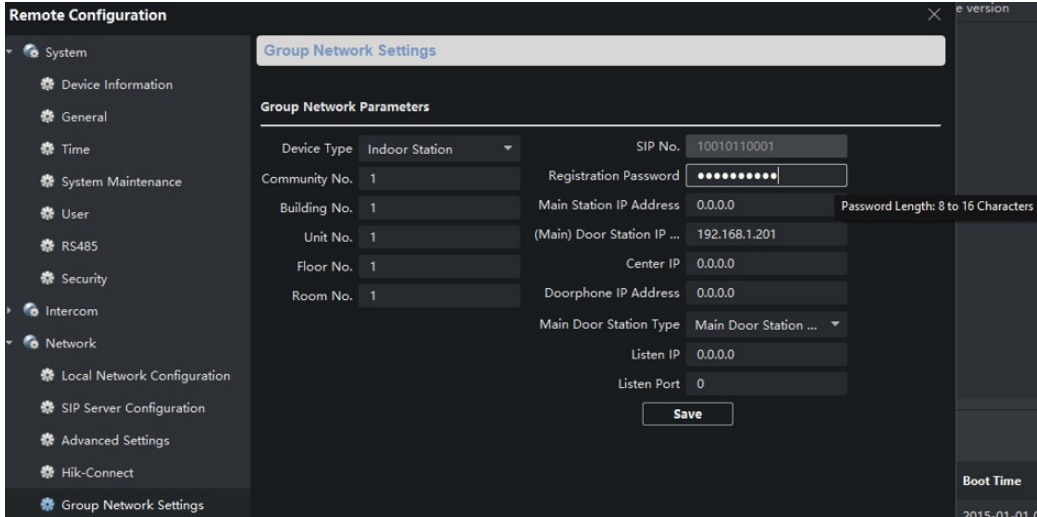 Remote Configuration
e version
System
Device Information
General
Time
System Maintenance
User
RS485
Security
Intercom
Network
Local Network Configuration
SIP Server Configuration
Advanced Settings
Hik-Connect
Group Network Settings
Group Network Settings
Group Network Parameters
Device Type Indoor Station
Community No. 1
Building No. 1
Unit No. 1
Floor No. 1
Room No. 1
SIP No. 10010110001
Registration Password ●●●●●●●●●●
Main Station IP Address 0.0.0.0
(Main) Door Station IP ... 192.168.1.201
Center IP 0.0.0.0
Doorphone IP Address 0.0.0.0
Main Door Station Type Main Door Station ...
Listen IP 0.0.0.0
Listen Port 0
Save
Password Length: 8 to 16 Characters
Boot Time
2015-01-01